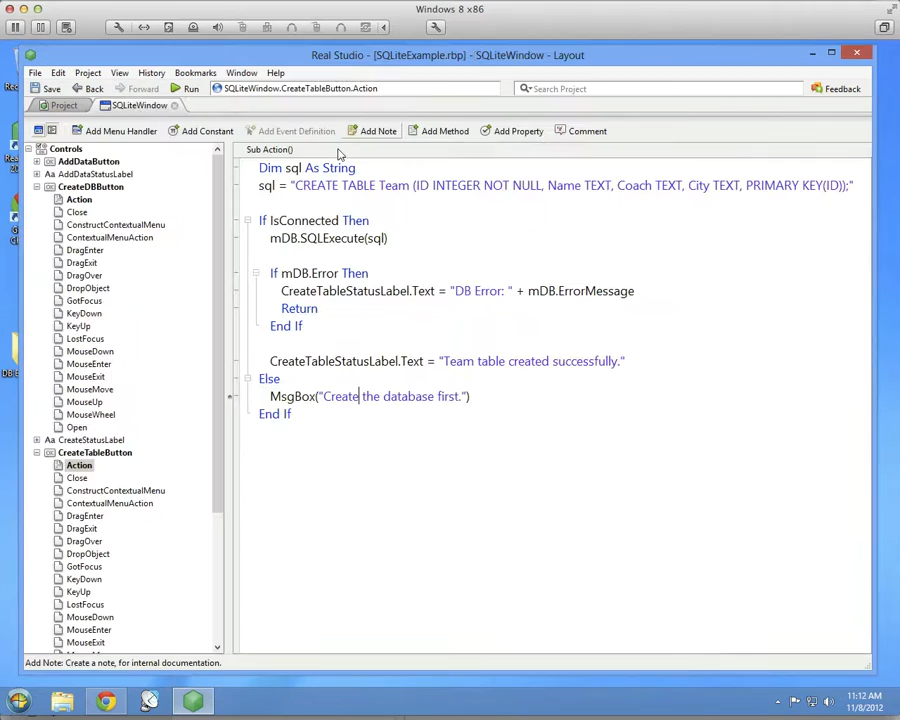 Windows 8 x86
Real Studio - [SQLiteExample.rbp] - SQLiteWindow - Layout
File Edit Project View History Bookmarks Window Help
Save Back Forward Run SQLiteWindow.CreateTableButton.Action Search Project Feedback
Project SQLiteWindow
Add Menu Handler Add Constant Add Event Definition Add Note Add Method Add Property Comment
Controls
Sub Action()
AddDataButton
Aa AddDataStatusLabel
CreateDBButton
Action
Close
ConstructContextualMenu
ContextualMenuAction
DragEnter
DragExit
DragOver
DropObject
GotFocus
KeyDown
KeyUp
LostFocus
MouseDown
MouseEnter
MouseExit
MouseMove
MouseUp
MouseWheel
Open
Aa CreateStatusLabel
CreateTableButton
Action
Close
ConstructContextualMenu
ContextualMenuAction
DragEnter
DragExit
DragOver
DropObject
GotFocus
KeyDown
KeyUp
LostFocus
MouseDown
MouseEnter
MouseExit
Dim sql As String
sql = "CREATE TABLE Team (ID INTEGER NOT NULL, Name TEXT, Coach TEXT, City TEXT, PRIMARY KEY(ID));"
If IsConnected Then
mDB.SQLExecute(sql)
If mDB.Error Then
CreateTableStatusLabel.Text = "DB Error: " + mDB.ErrorMessage
Return
End If
CreateTableStatusLabel.Text = "Team table created successfully."
Else
MsgBox("Create the database first.")
End If
Add Note: Create a note, for internal documentation.
11:12 AM
11/8/2012